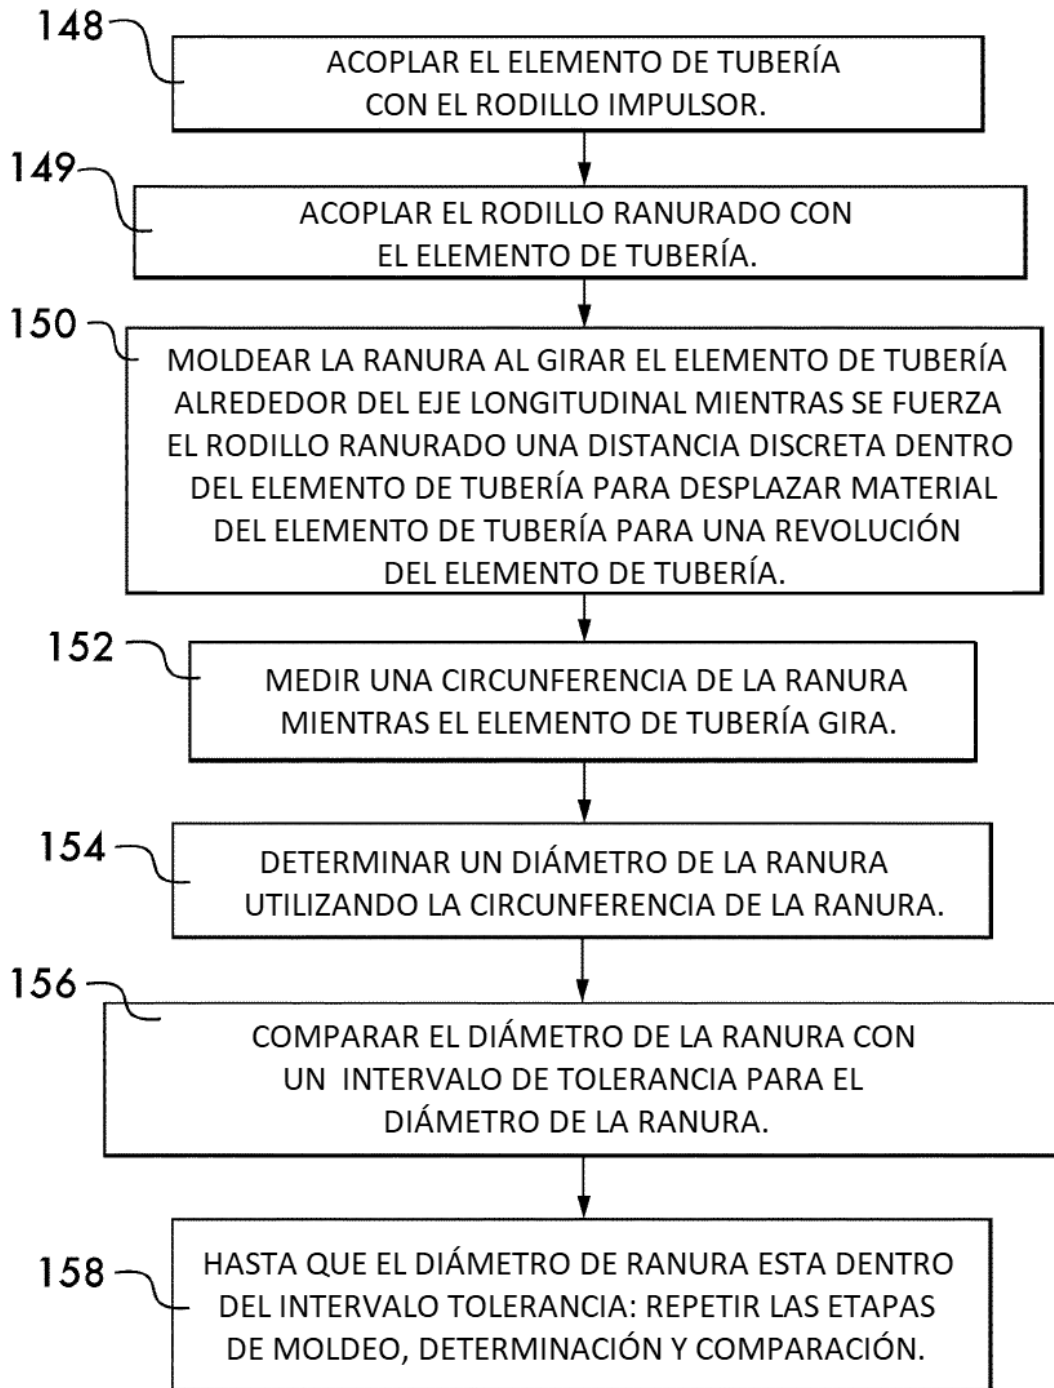 148
ACOPLAR EL ELEMENTO DE TUBERÍA
CON EL RODILLO IMPULSOR.
149
ACOPLAR EL RODILLO RANURADO CON
EL ELEMENTO DE TUBERÍA.
150
MOLDEAR LA RANURA AL GIRAR EL ELEMENTO DE TUBERÍA
ALREDEDOR DEL EJE LONGITUDINAL MIENTRAS SE FUERZA
EL RODILLO RANURADO UNA DISTANCIA DISCRETA DENTRO
DEL ELEMENTO DE TUBERÍA PARA DESPLAZAR MATERIAL
DEL ELEMENTO DE TUBERÍA PARA UNA REVOLUCIÓN
DEL ELEMENTO DE TUBERÍA.
152
MEDIR UNA CIRCUNFERENCIA DE LA RANURA
MIENTRAS EL ELEMENTO DE TUBERÍA GIRA.
154
DETERMINAR UN DIÁMETRO DE LA RANURA
UTILIZANDO LA CIRCUNFERENCIA DE LA RANURA.
156
COMPARAR EL DIÁMETRO DE LA RANURA CON
UN INTERVALO DE TOLERANCIA PARA EL
DIÁMETRO DE LA RANURA.
158
HASTA QUE EL DIÁMETRO DE RANURA ESTA DENTRO
DEL INTERVALO TOLERANCIA: REPETIR LAS ETAPAS
DE MOLDEO, DETERMINACIÓN Y COMPARACIÓN.